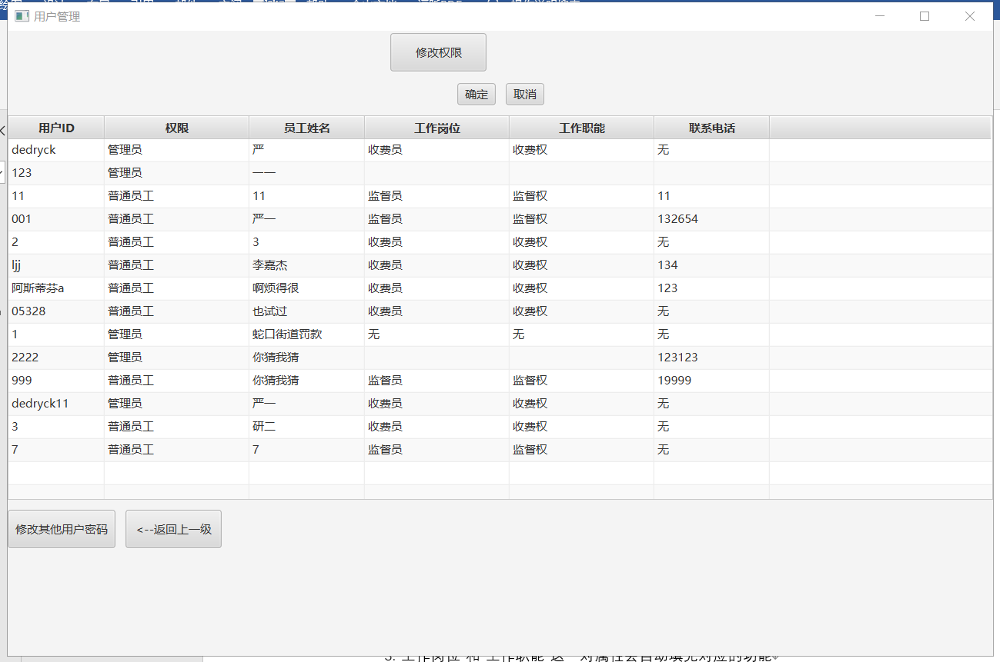 用户管理
修改权限
确定 取消
用户ID 权限 员工姓名 工作岗位 工作职能 联系电话
dedryck 管理员 严 收费员 收费权 无
123 管理员 一一
11 普通员工 11 监督员 监督权 11
001 普通员工 严一 监督员 监督权 132654
2 普通员工 3 收费员 收费权 无
ljj 普通员工 李嘉杰 收费员 收费权 134
阿斯蒂芬a 普通员工 啊烦得很 收费员 收费权 123
05328 普通员工 也试过 收费员 收费权 无
1 管理员 蛇口街道罚款 无 无 无
2222 管理员 你猜我猜 123123
999 普通员工 你猜我猜 监督员 监督权 19999
dedryck11 管理员 严一 收费员 收费权 无
3 普通员工 研二 收费员 收费权 无
7 普通员工 7 监督员 监督权 无
修改其他用户密码 <--返回上一级